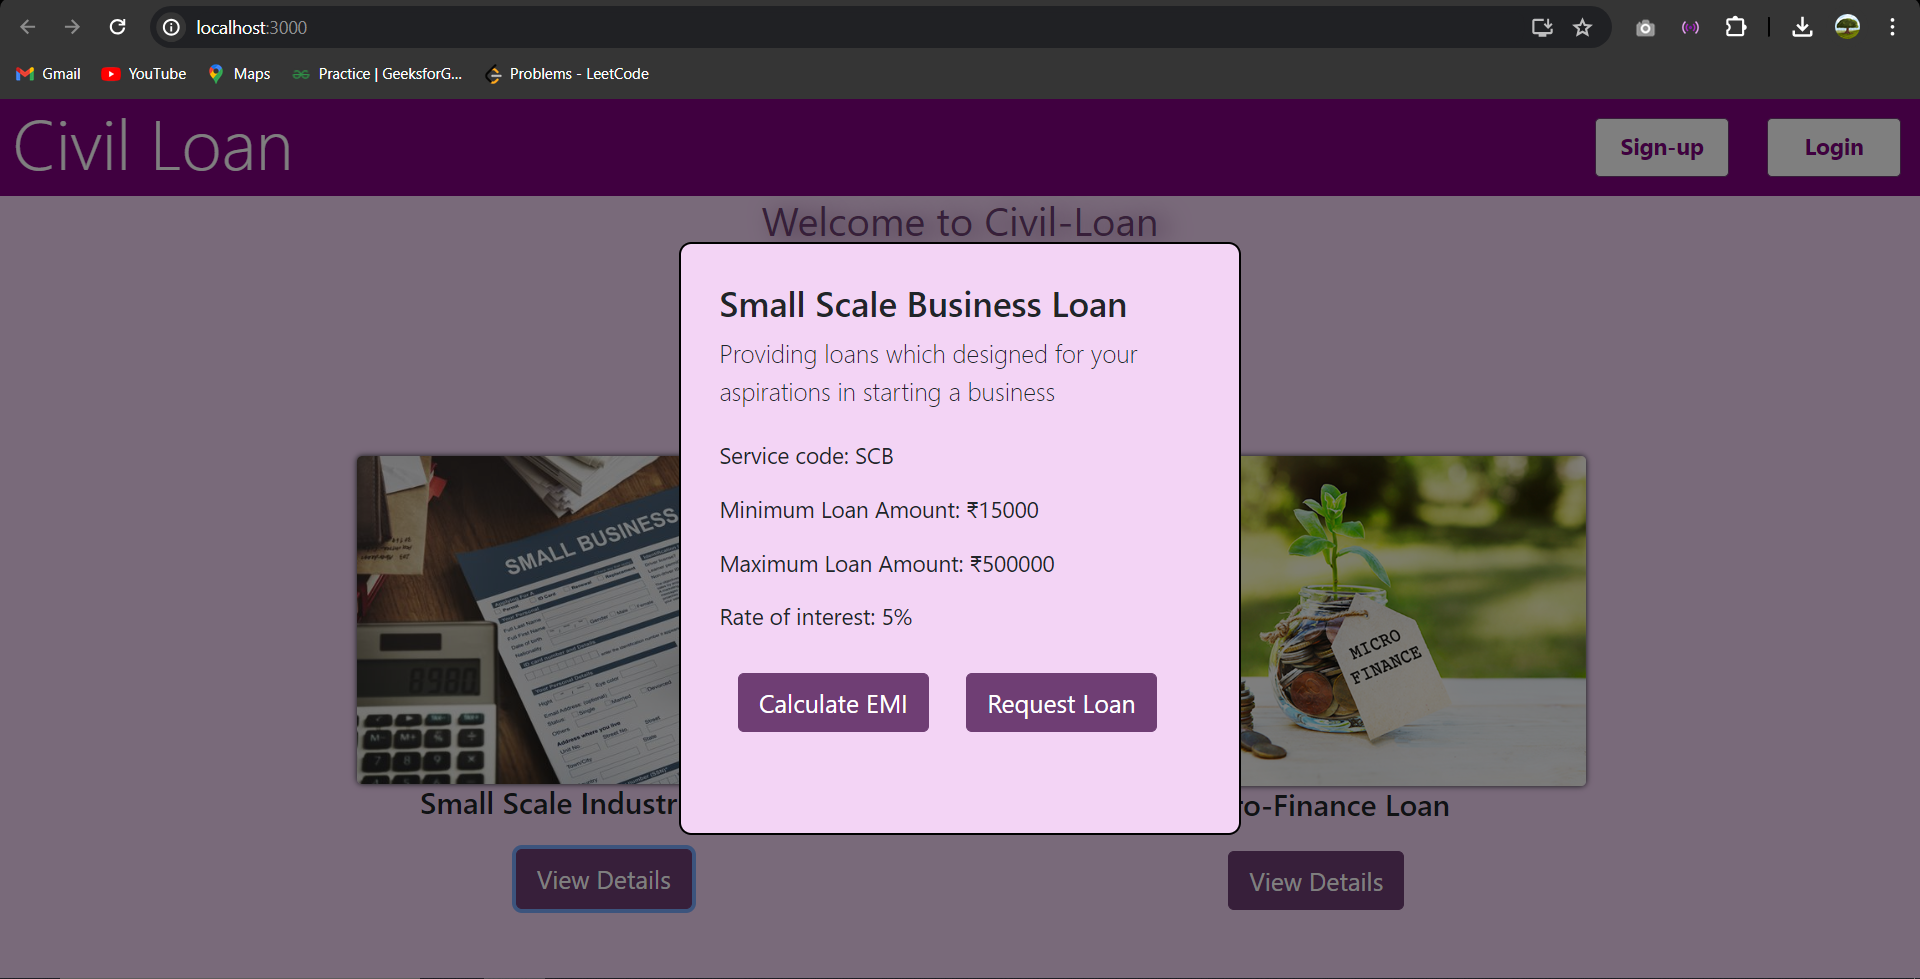 localhost:3000
Gmail
YouTube
Maps
Practice | GeeksforG...
Problems - LeetCode
Civil Loan
Sign-up
Login
Welcome to Civil-Loan
Small Scale Business Loan
Providing loans which designed for your
aspirations in starting a business
Service code: SCB
Minimum Loan Amount: ₹15000
Maximum Loan Amount: ₹500000
Rate of interest: 5%
Calculate EMI
Request Loan
SMALL BUSINESS
8980
MICRO
FINANCE
Small Scale Industr
ro-Finance Loan
View Details
View Details